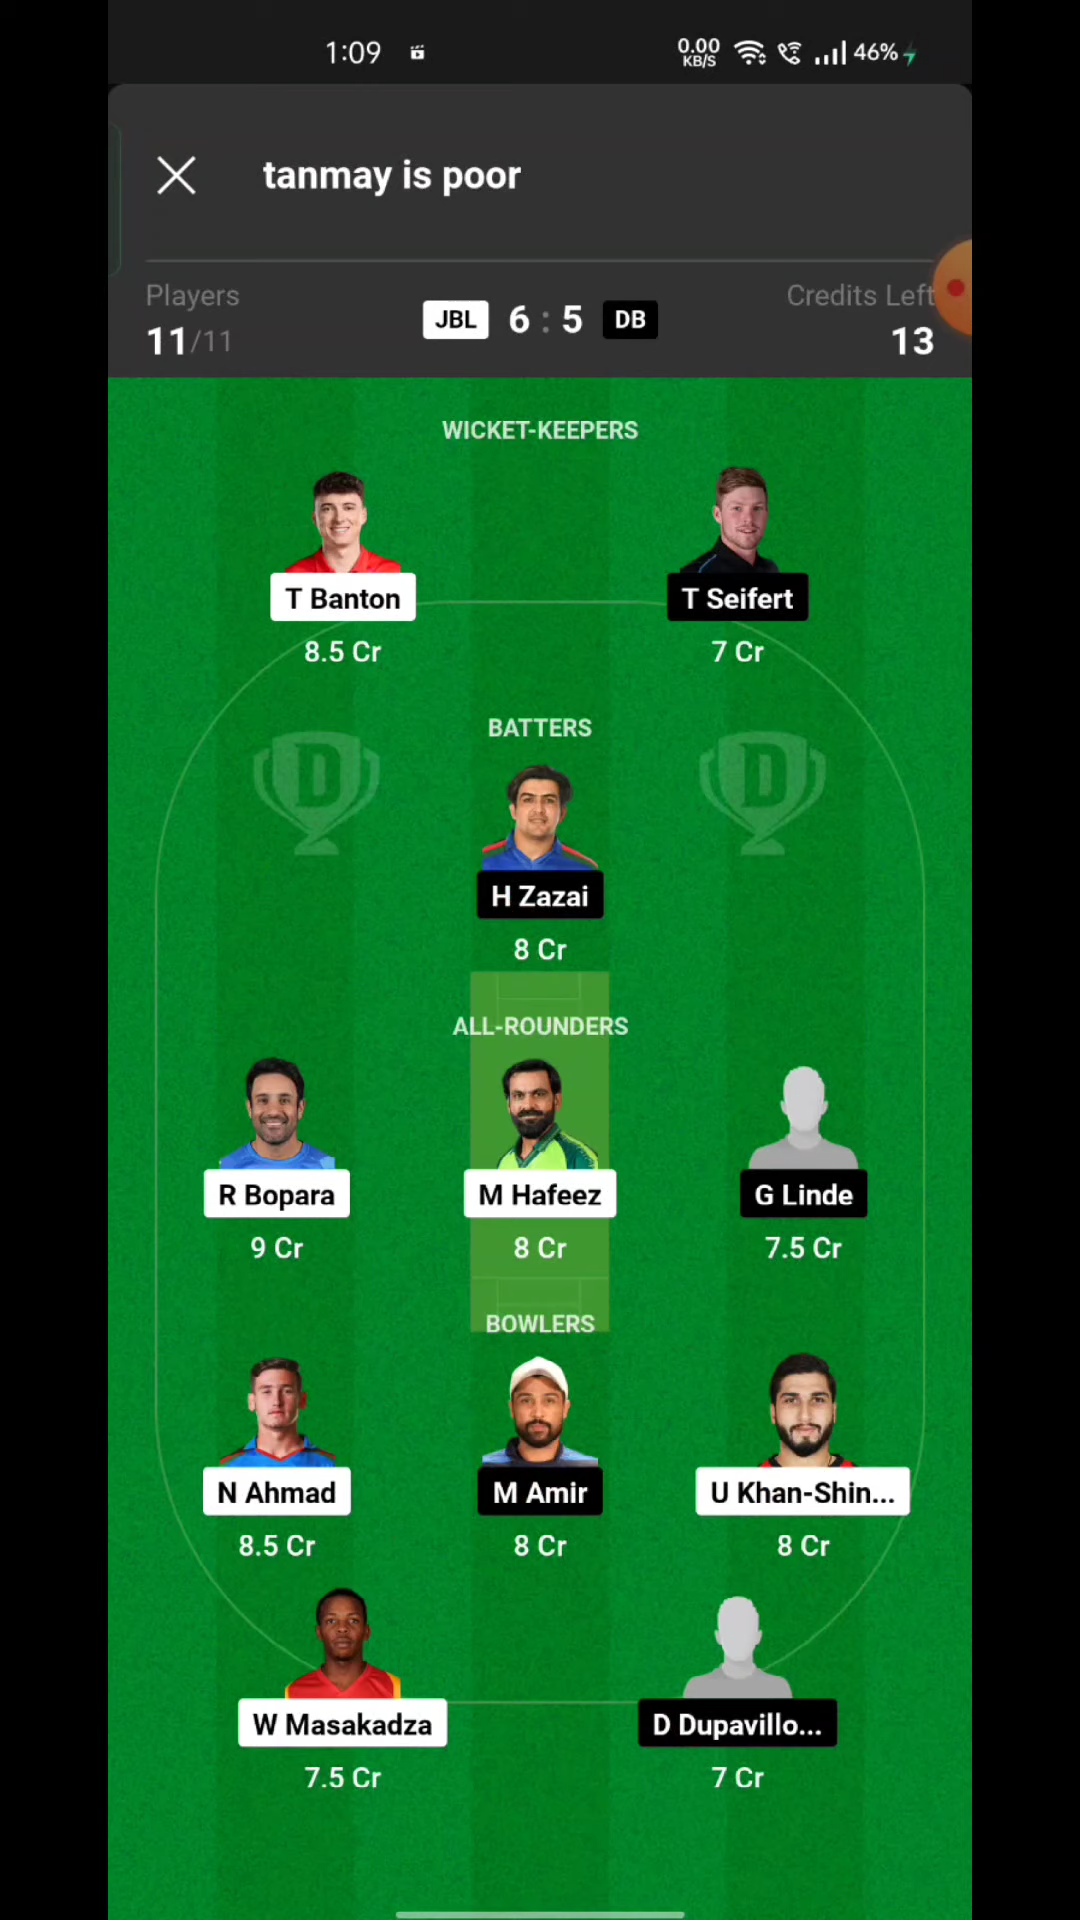 1:09 0.00 KB/S 46%
tanmay is poor
Players Credits Left
11/11 JBL 6 : 5 DB 13
WICKET-KEEPERS
T Banton T Seifert
8.5 Cr 7 Cr
BATTERS
D D
H Zazai
8 Cr
ALL-ROUNDERS
R Bopara M Hafeez G Linde
9 Cr 8 Cr 7.5 Cr
BOWLERS
N Ahmad M Amir U Khan-Shin...
8.5 Cr 8 Cr 8 Cr
W Masakadza D Dupavillo...
7.5 Cr 7 Cr